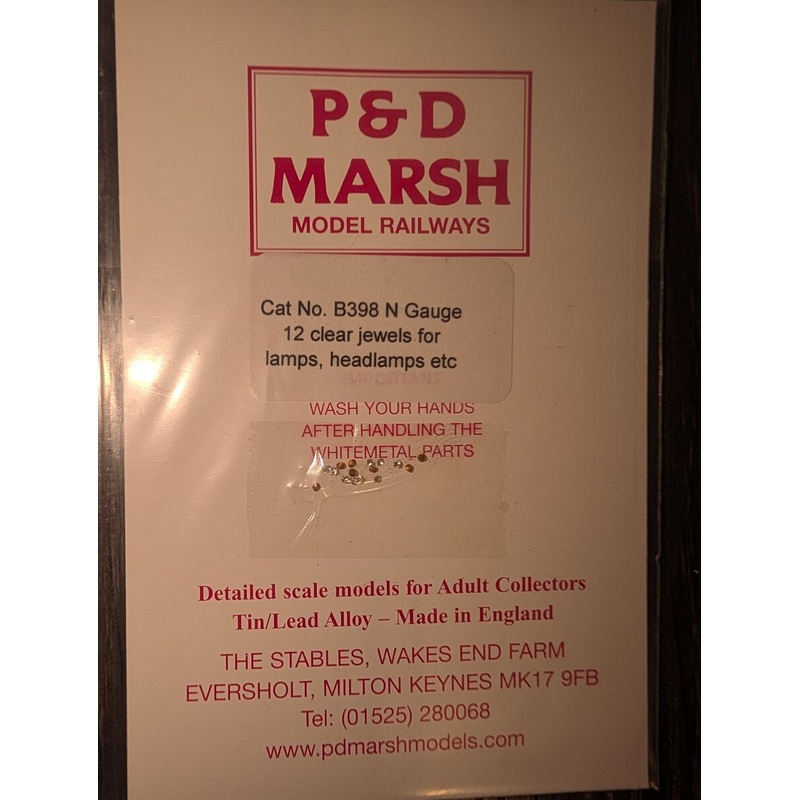 P&D
MARSH
MODEL RAILWAYS
Cat No. B398 N Gauge
12 clear jewels for
lamps, headlamps etc
IMPORTANT
WASH YOUR HANDS
AFTER HANDLING THE
WHITEMETAL PARTS
Detailed scale models for Adult Collectors
Tin/Lead Alloy – Made in England
THE STABLES, WAKES END FARM
EVERSHOLT, MILTON KEYNES MK17 9FB
Tel: (01525) 280068
www.pdmarshmodels.com